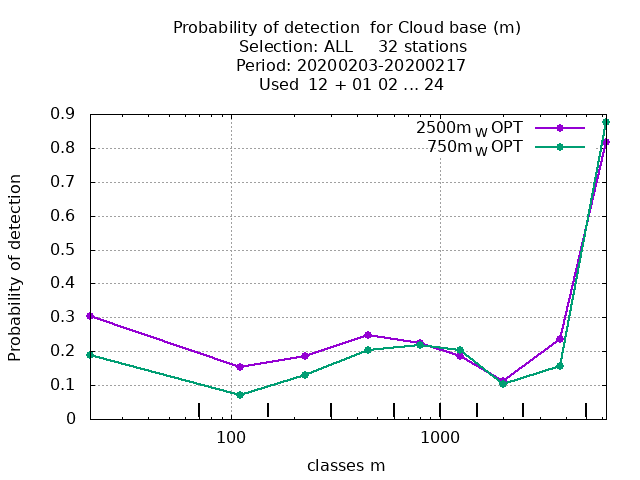 Probability of detection for Cloud base (m)
Selection: ALL 32 stations
Period: 20200203-20200217
Used 12 + 01 02 ... 24
2500m W OPT
750m W OPT
0.9
0.8
0.7
0.6
0.5
0.4
0.3
0.2
0.1
0
Probability of detection
100 1000
classes m